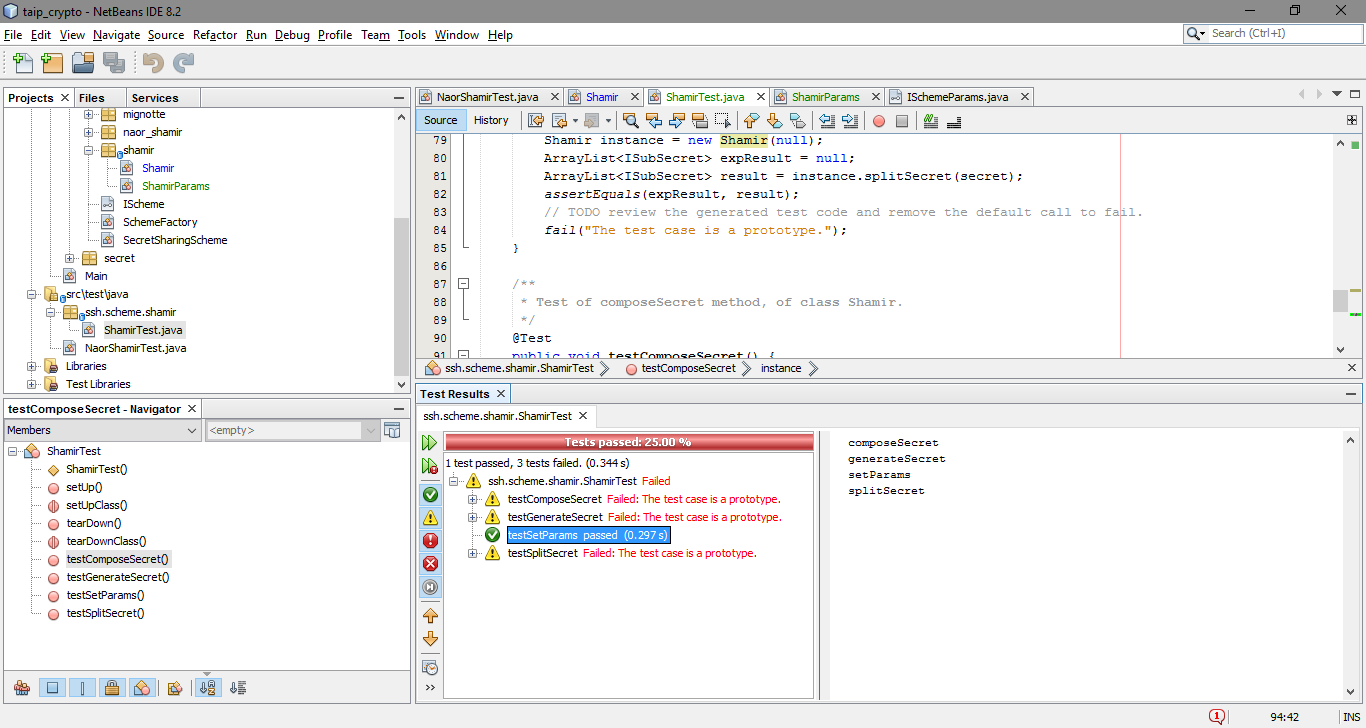 taip_crypto - NetBeans IDE 8.2
File Edit View Navigate Source Refactor Run Debug Profile Team Tools Window Help
Search (Ctrl+I)
Projects Files Services
mignotte
naor_shamir
shamir
Shamir
ShamirParams
IScheme
SchemeFactory
SecretSharingScheme
secret
Main
src\test\java
ssh.scheme.shamir
ShamirTest.java
NaorShamirTest.java
Libraries
Test Libraries
testComposeSecret - Navigator
Members
<empty>
ShamirTest
ShamirTest()
setUp()
setUpClass()
tearDown()
tearDownClass()
testComposeSecret()
testGenerateSecret()
testSetParams()
testSplitSecret()
NaorShamirTest.java Shamir ShamirTest.java ShamirParams ISchemeParams.java
Source History
79 Shamir instance = new Shamir(null);
80 ArrayList<ISubSecret> expResult = null;
81 ArrayList<ISubSecret> result = instance.splitSecret(secret);
82 assertEquals(expResult, result);
83 // TODO review the generated test code and remove the default call to fail.
84 fail("The test case is a prototype.");
85 }
86
87 /**
88 * Test of composeSecret method, of class Shamir.
89 */
90 @Test
91 public void testComposeSecret() {
ssh.scheme.shamir.ShamirTest testComposeSecret instance
Test Results
ssh.scheme.shamir.ShamirTest
Tests passed: 25.00 %
1 test passed, 3 tests failed. (0.344 s)
ssh.scheme.shamir.ShamirTest Failed
testComposeSecret Failed: The test case is a prototype.
testGenerateSecret Failed: The test case is a prototype.
testSetParams passed (0.297 s)
testSplitSecret Failed: The test case is a prototype.
composeSecret
generateSecret
setParams
splitSecret
1
94:42
INS